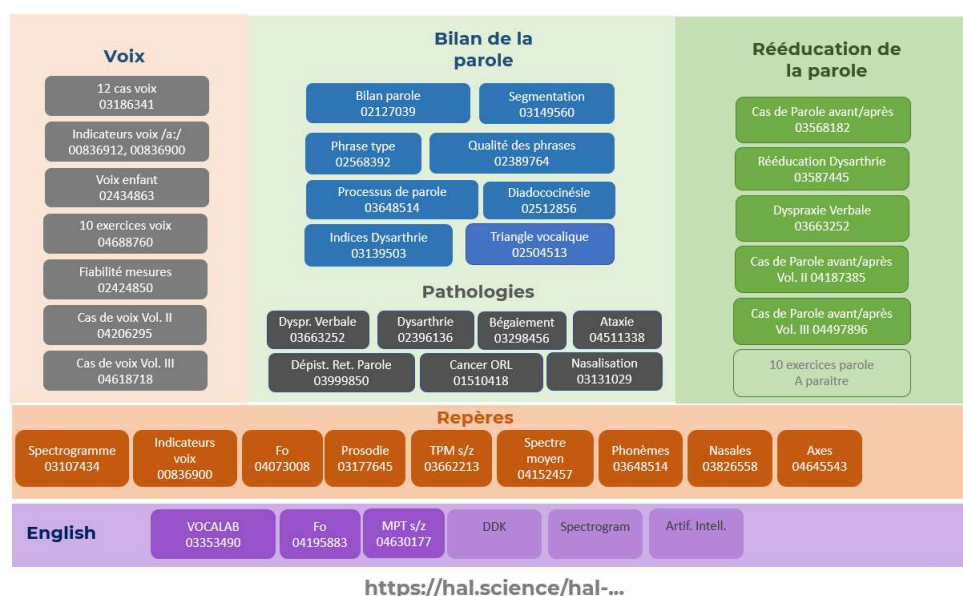 Voix
12 cas voix
03186341
Indicateurs voix /a:/
00836912, 00836900
Voix enfant
02434863
10 exercices voix
04688760
Fiabilité mesures
02424850
Cas de voix Vol. II
04206295
Cas de voix Vol. III
04618718
Bilan de la
parole
Bilan parole
02127039
Segmentation
03149560
Phrase type
02568392
Qualité des phrases
02389764
Processus de parole
03648514
Diadococinésie
02512856
Indices Dysarthrie
03139503
Triangle vocalique
02504513
Pathologies
Dyspr. Verbale
03663252
Dysarthrie
02396136
Bégaiement
03298456
Ataxie
04511338
Dépist. Ret. Parole
03999850
Cancer ORL
01510418
Nasalisation
03131029
Rééducation de
la parole
Cas de Parole avant/après
03568182
Rééducation Dysarthrie
03587445
Dyspraxie Verbale
03663252
Cas de Parole avant/après
Vol. II 04187385
Cas de Parole avant/après
Vol. III 04497896
10 exercices parole
A paraitre
Repères
Spectrogramme
03107434
Indicateurs
voix
00836900
Fo
04073008
Prosodie
03177645
TPM s/z
03662213
Spectre
moyen
04152457
Phonèmes
03648514
Nasales
03826558
Axes
04645543
English
VOCALAB
03353490
Fo
04195883
MPT s/z
04630177
DDK
Spectrogram
Artif. Intell.
https://hal.science/hal-...